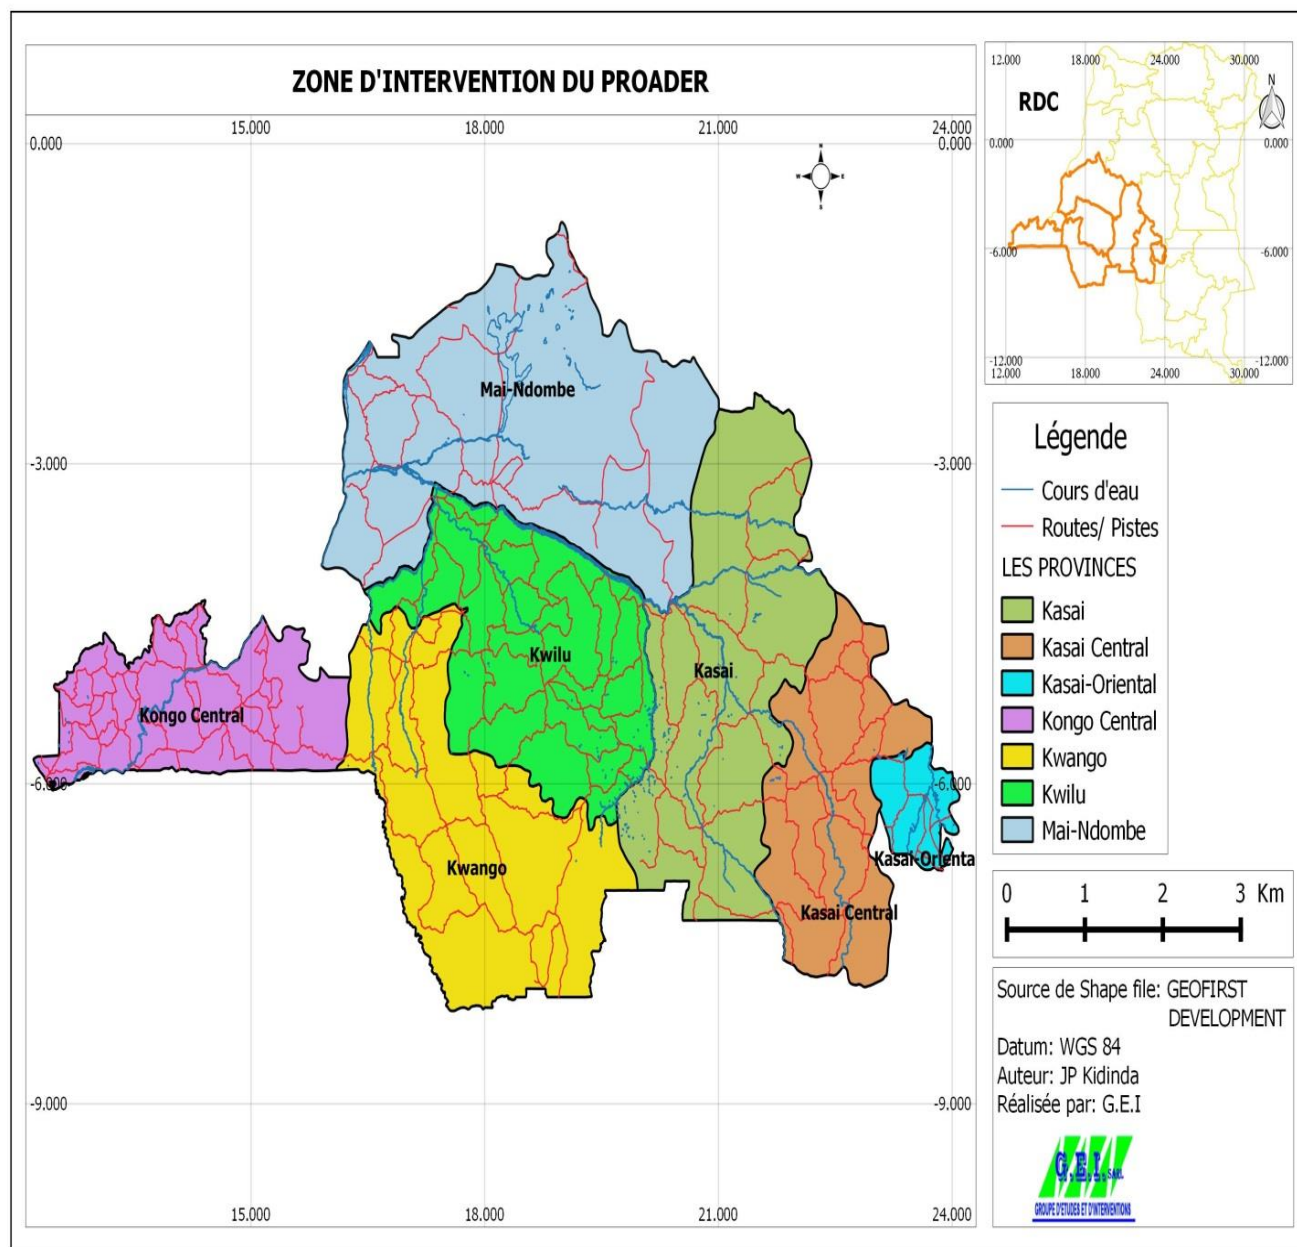 ZONE D'INTERVENTION DU PROADER
15.000 18.000 21.000 24.000
0.000 0.000
N
W E
S
Mai-Ndombe
-3.000 -3.000
Kwilu
Kasai
Kongo Central
-6.000 -6.000
Kwango
Kasai-Orienta
Kasai Central
-9.000 -9.000
15.000 18.000 21.000 24.000
12.000 18.000 24.000 30.000
RDC
N
0.000 0.000
-6.000 -6.000
-12.000 -12.000
12.000 18.000 24.000 30.000
Légende
Cours d'eau
Routes/ Pistes
LES PROVINCES
Kasai
Kasai Central
Kasai-Oriental
Kongo Central
Kwango
Kwilu
Mai-Ndombe
0 1 2 3 Km
Source de Shape file: GEOFIRST
DEVELOPMENT
Datum: WGS 84
Auteur: JP Kidinda
Réalisée par: G.E.I
G.E.I. SARL
GROUPE D'ETUDES ET D'INTERVENTIONS